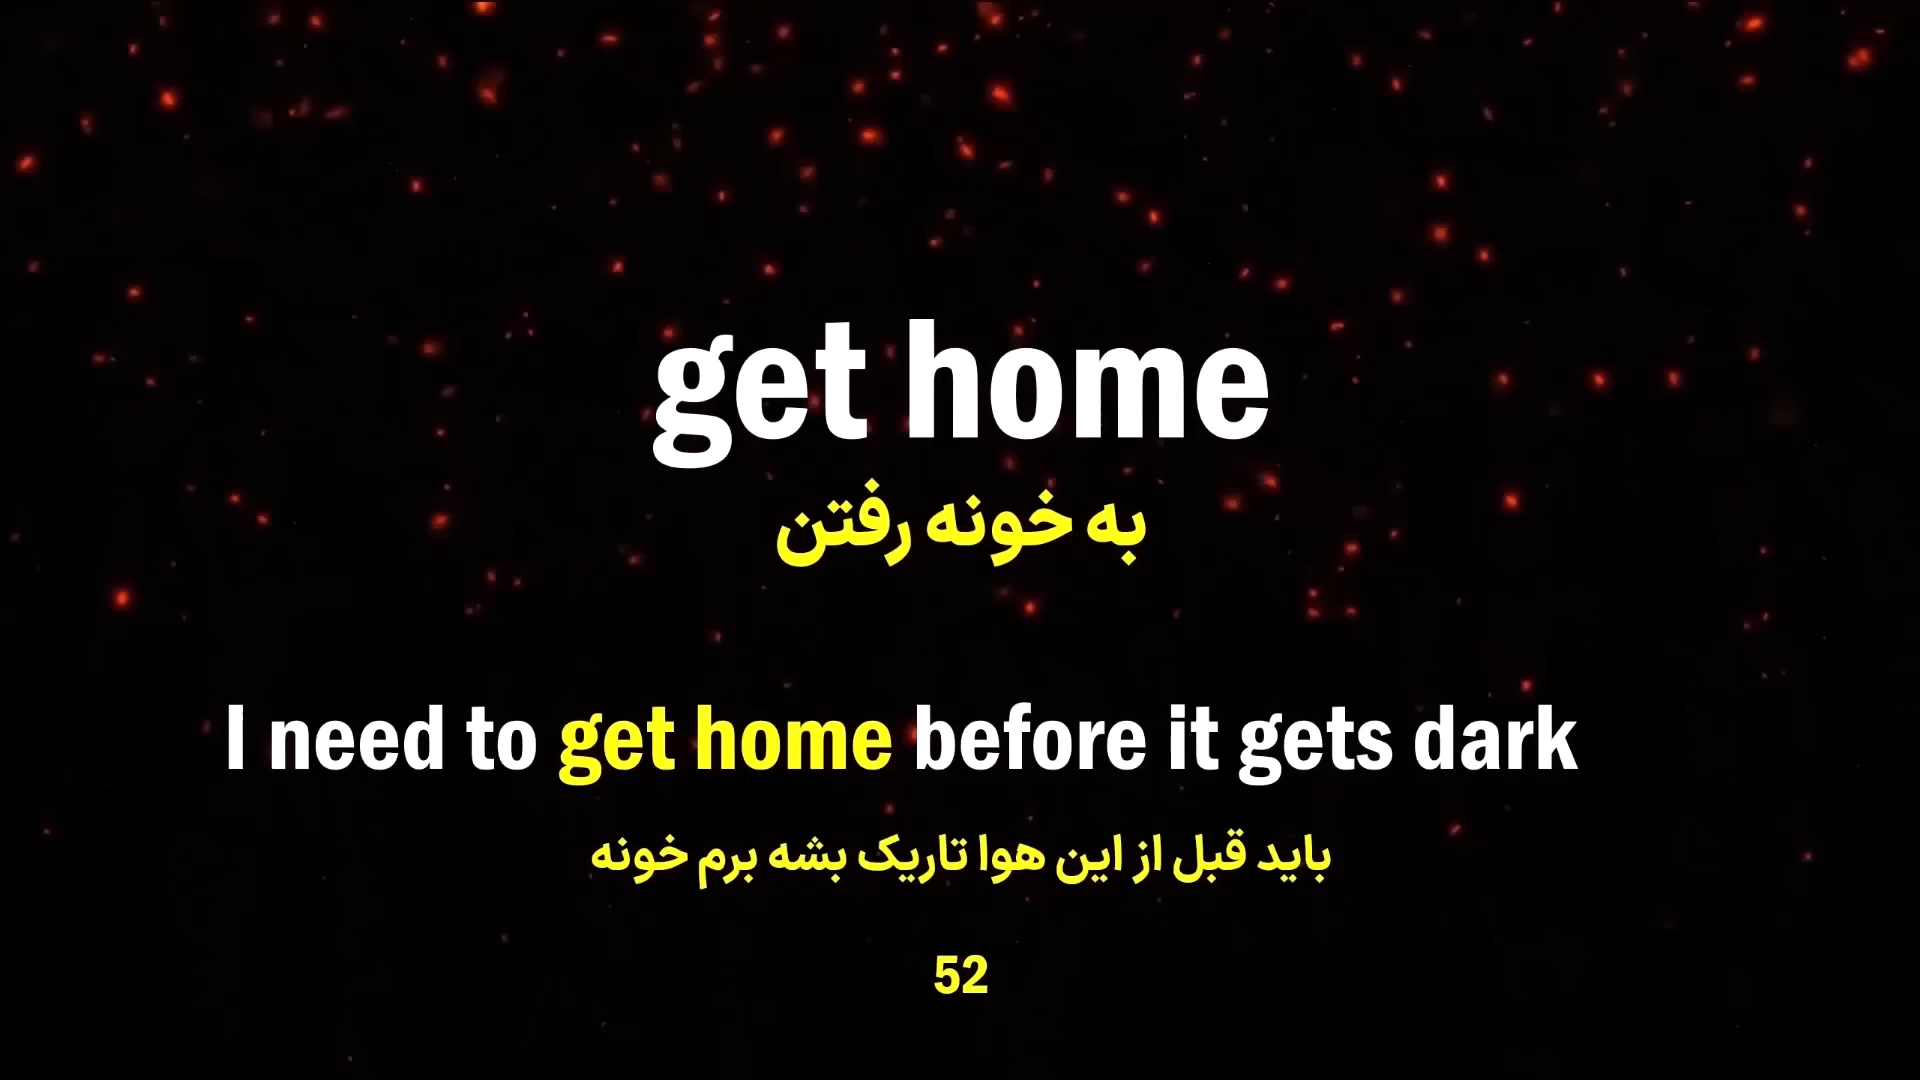 get home
به خونه رفتن
I need to get home before it gets dark
باید قبل از این هوا تاریک بشه برم خونه
52